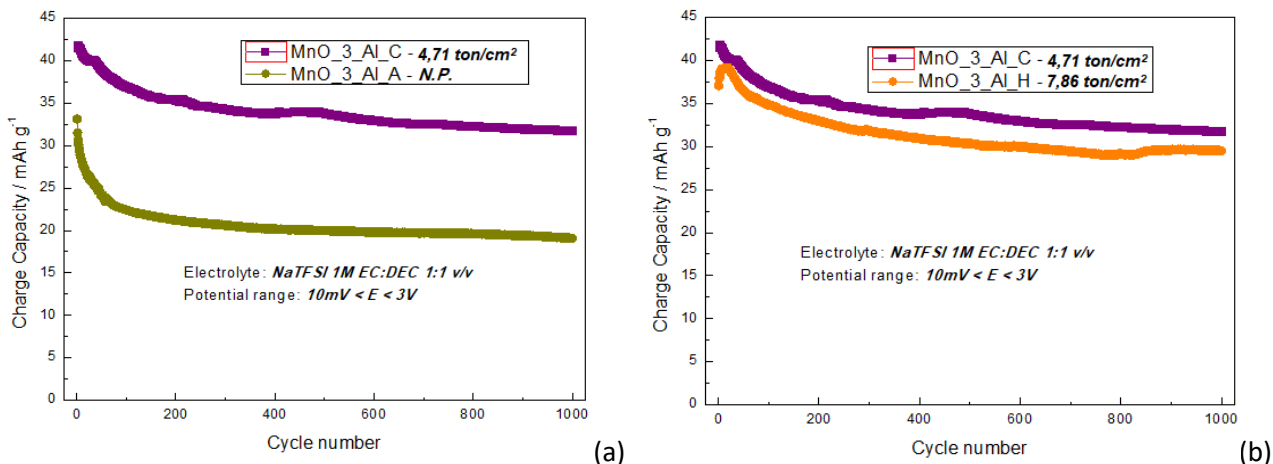 45
40
35
30
25
20
15
10
5
0
Charge Capacity / mAh g⁻¹
MnO_3_Al_C - 4,71 ton/cm²
MnO_3_Al_A - N.P.
Electrolyte: NaTFSI 1M EC:DEC 1:1 v/v
Potential range: 10mV < E < 3V
0 200 400 600 800 1000
Cycle number
(a)
45
40
35
30
25
20
15
10
5
0
Charge Capacity / mAh g⁻¹
MnO_3_Al_C - 4,71 ton/cm²
MnO_3_Al_H - 7,86 ton/cm²
Electrolyte: NaTFSI 1M EC:DEC 1:1 v/v
Potential range: 10mV < E < 3V
0 200 400 600 800 1000
Cycle number
(b)